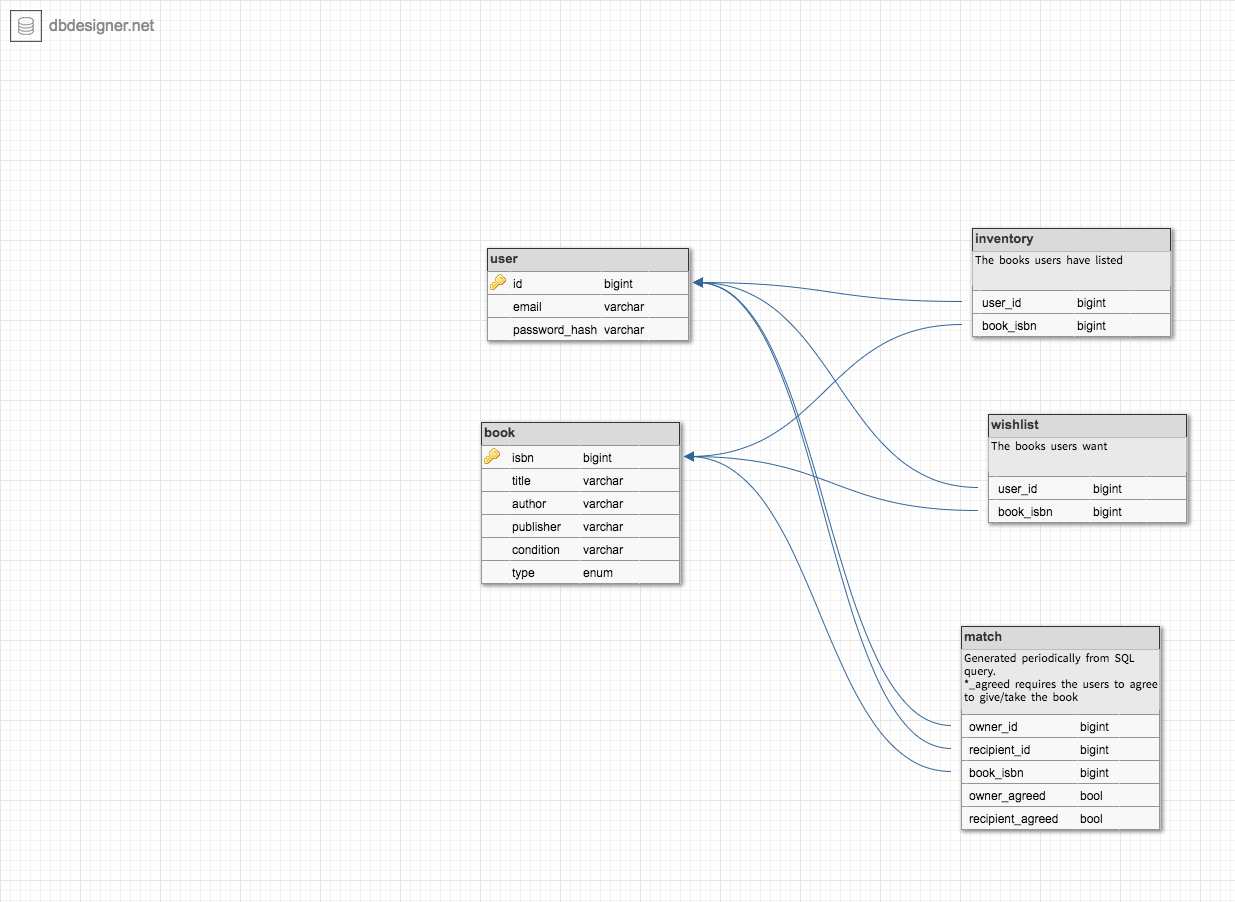 dbdesigner.net
user
id bigint
email varchar
password_hash varchar
book
isbn bigint
title varchar
author varchar
publisher varchar
condition varchar
type enum
inventory
The books users have listed
user_id bigint
book_isbn bigint
wishlist
The books users want
user_id bigint
book_isbn bigint
match
Generated periodically from SQL
query.
*_agreed requires the users to agree
to give/take the book
owner_id bigint
recipient_id bigint
book_isbn bigint
owner_agreed bool
recipient_agreed bool